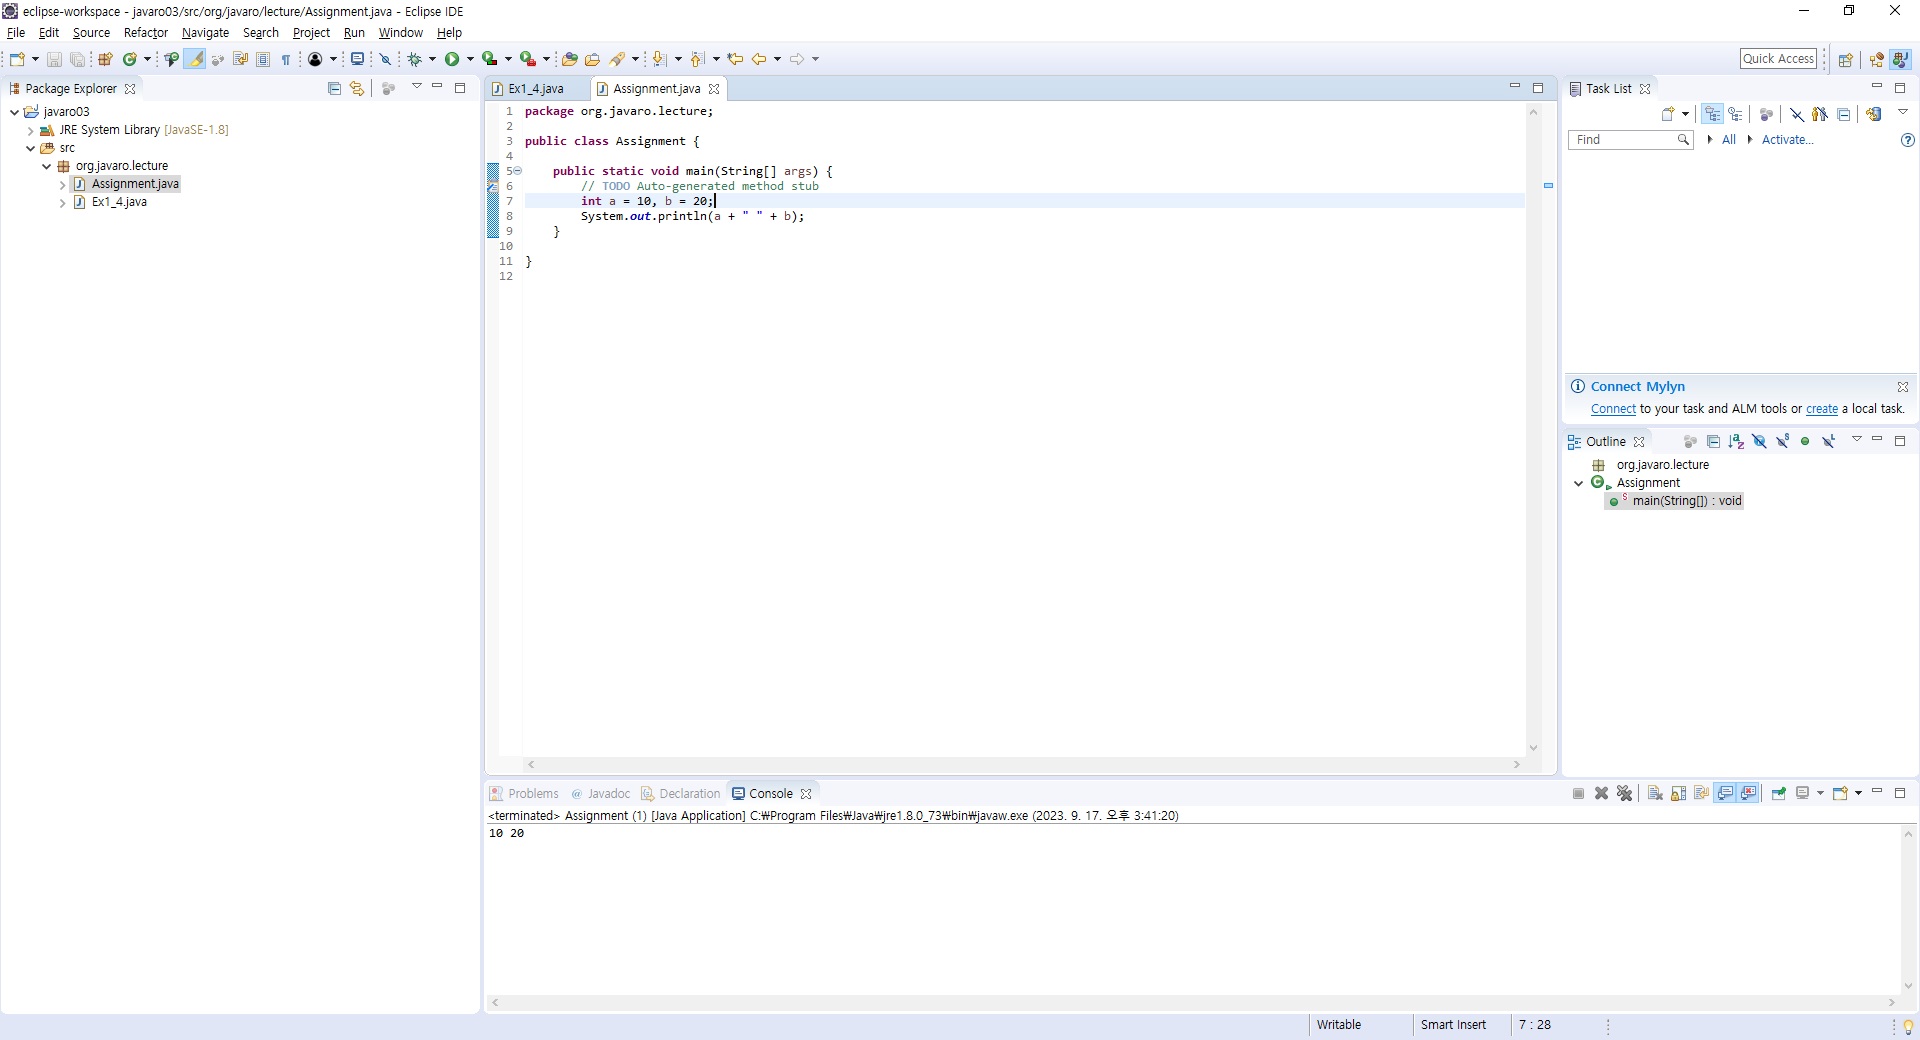 eclipse-workspace - javaro03/src/org/javaro/lecture/Assignment.java - Eclipse IDE
File Edit Source Refactor Navigate Search Project Run Window Help
Quick Access
Package Explorer
javaro03
JRE System Library [JavaSE-1.8]
src
org.javaro.lecture
Assignment.java
Ex1_4.java
Ex1_4.java Assignment.java
1 package org.javaro.lecture;
2
3 public class Assignment {
4
5 public static void main(String[] args) {
6 // TODO Auto-generated method stub
7 int a = 10, b = 20;
8 System.out.println(a + " " + b);
9 }
10
11 }
12
Task List
Find All Activate...
Connect Mylyn
Connect to your task and ALM tools or create a local task.
Outline
org.javaro.lecture
Assignment
main(String[]) : void
Problems Javadoc Declaration Console
<terminated> Assignment (1) [Java Application] C:₩Program Files₩Java₩jre1.8.0_73₩bin₩javaw.exe (2023. 9. 17. 오후 3:41:20)
10 20
Writable Smart Insert 7 : 28